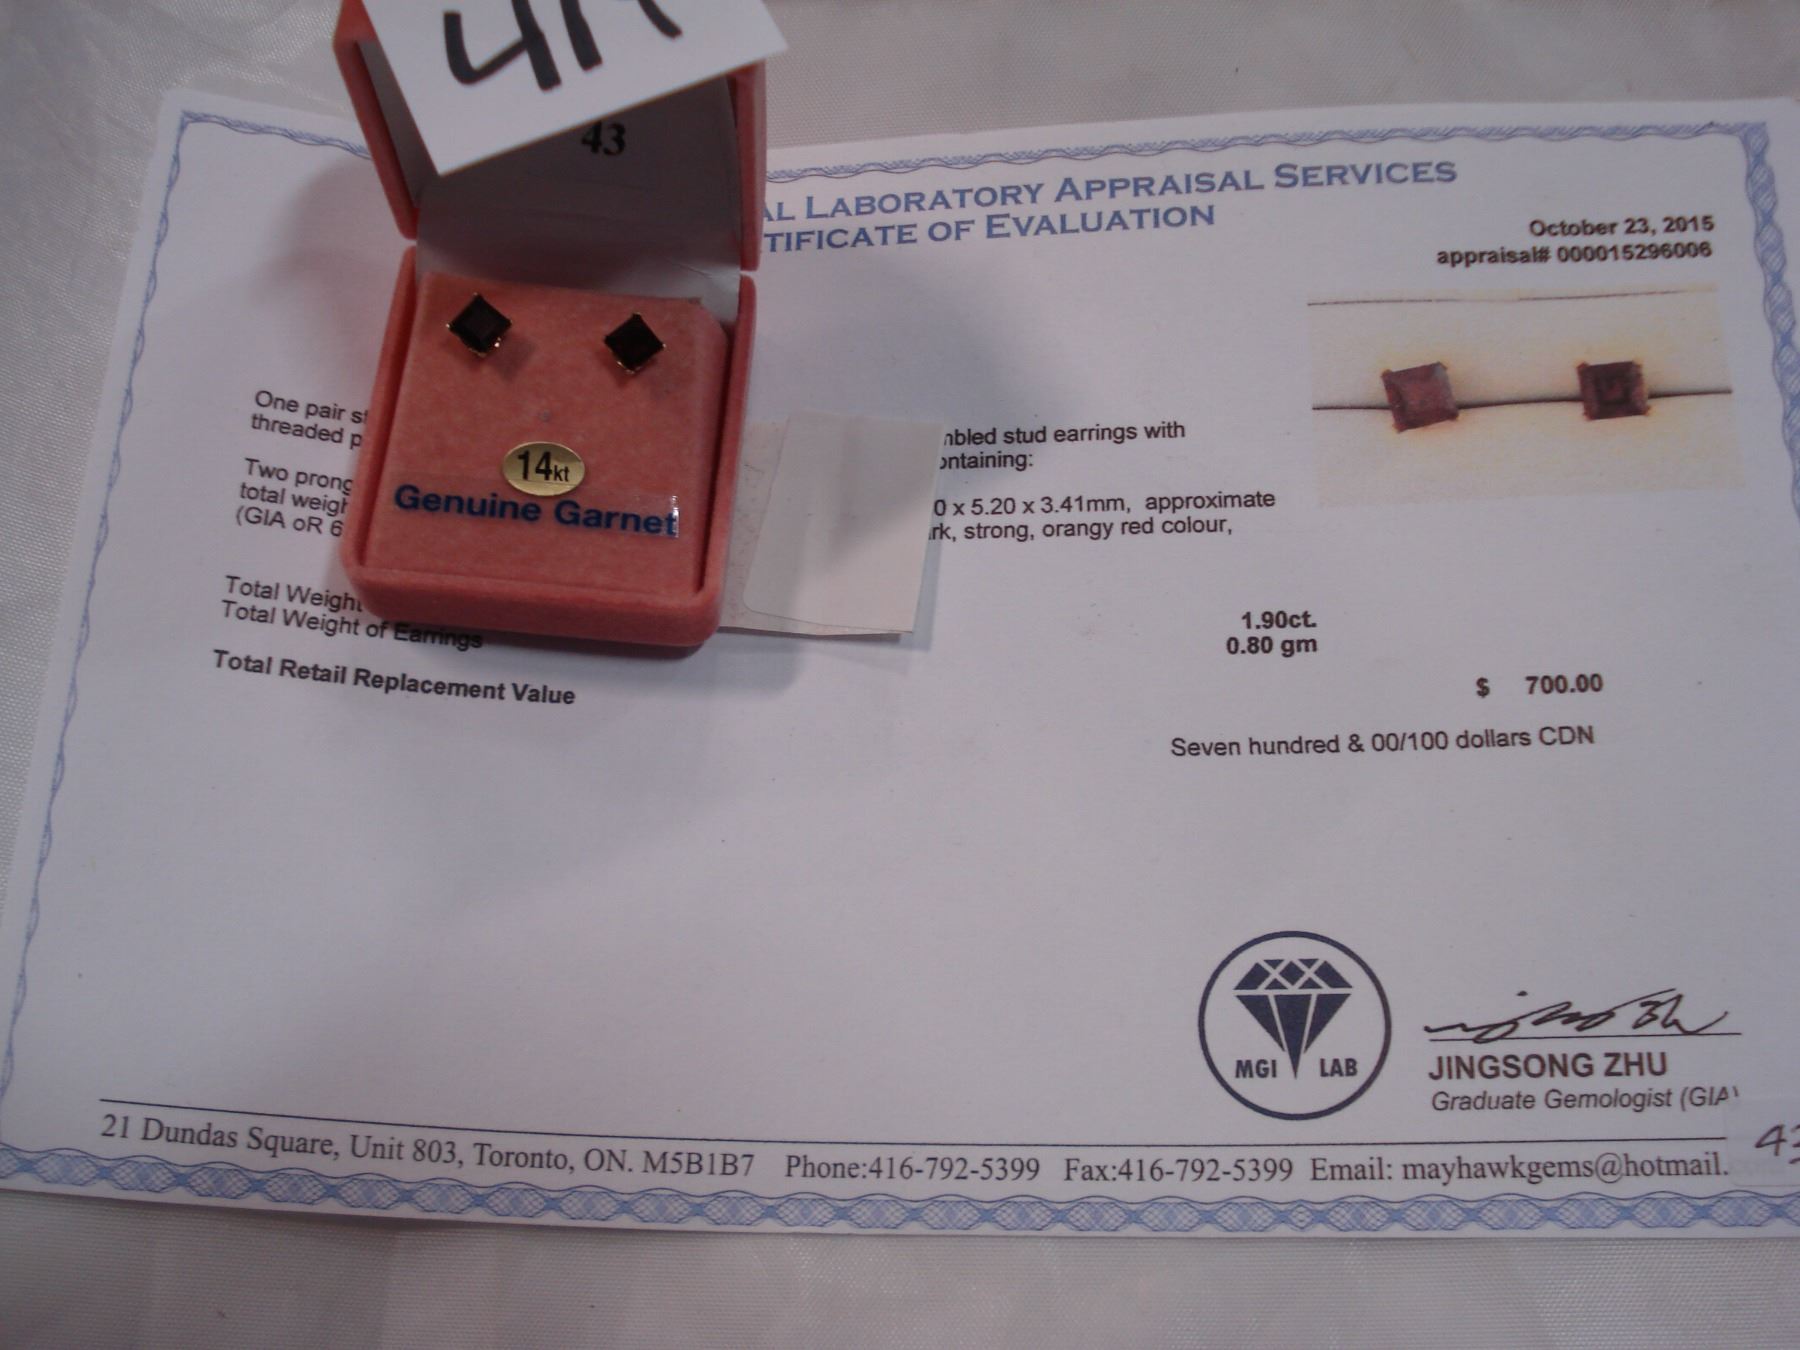 43
AL LABORATORY APPRAISAL SERVICES
TIFICATE OF EVALUATION
October 23, 2015
appraisal# 000015296006
One pair st
mbled stud earrings with
threaded p
ontaining:
Two prong
0 x 5.20 x 3.41mm, approximate
total weigh
rk, strong, orangy red colour,
(GIA oR 6
14kt
Genuine Garnet
Total Weight
1.90ct.
Total Weight of Earrings
0.80 gm
Total Retail Replacement Value
$ 700.00
Seven hundred & 00/100 dollars CDN
MGI LAB
JINGSONG ZHU
Graduate Gemologist (GIA)
21 Dundas Square, Unit 803, Toronto, ON. M5B1B7 Phone:416-792-5399 Fax:416-792-5399 Email: mayhawkgems@hotmail.
43